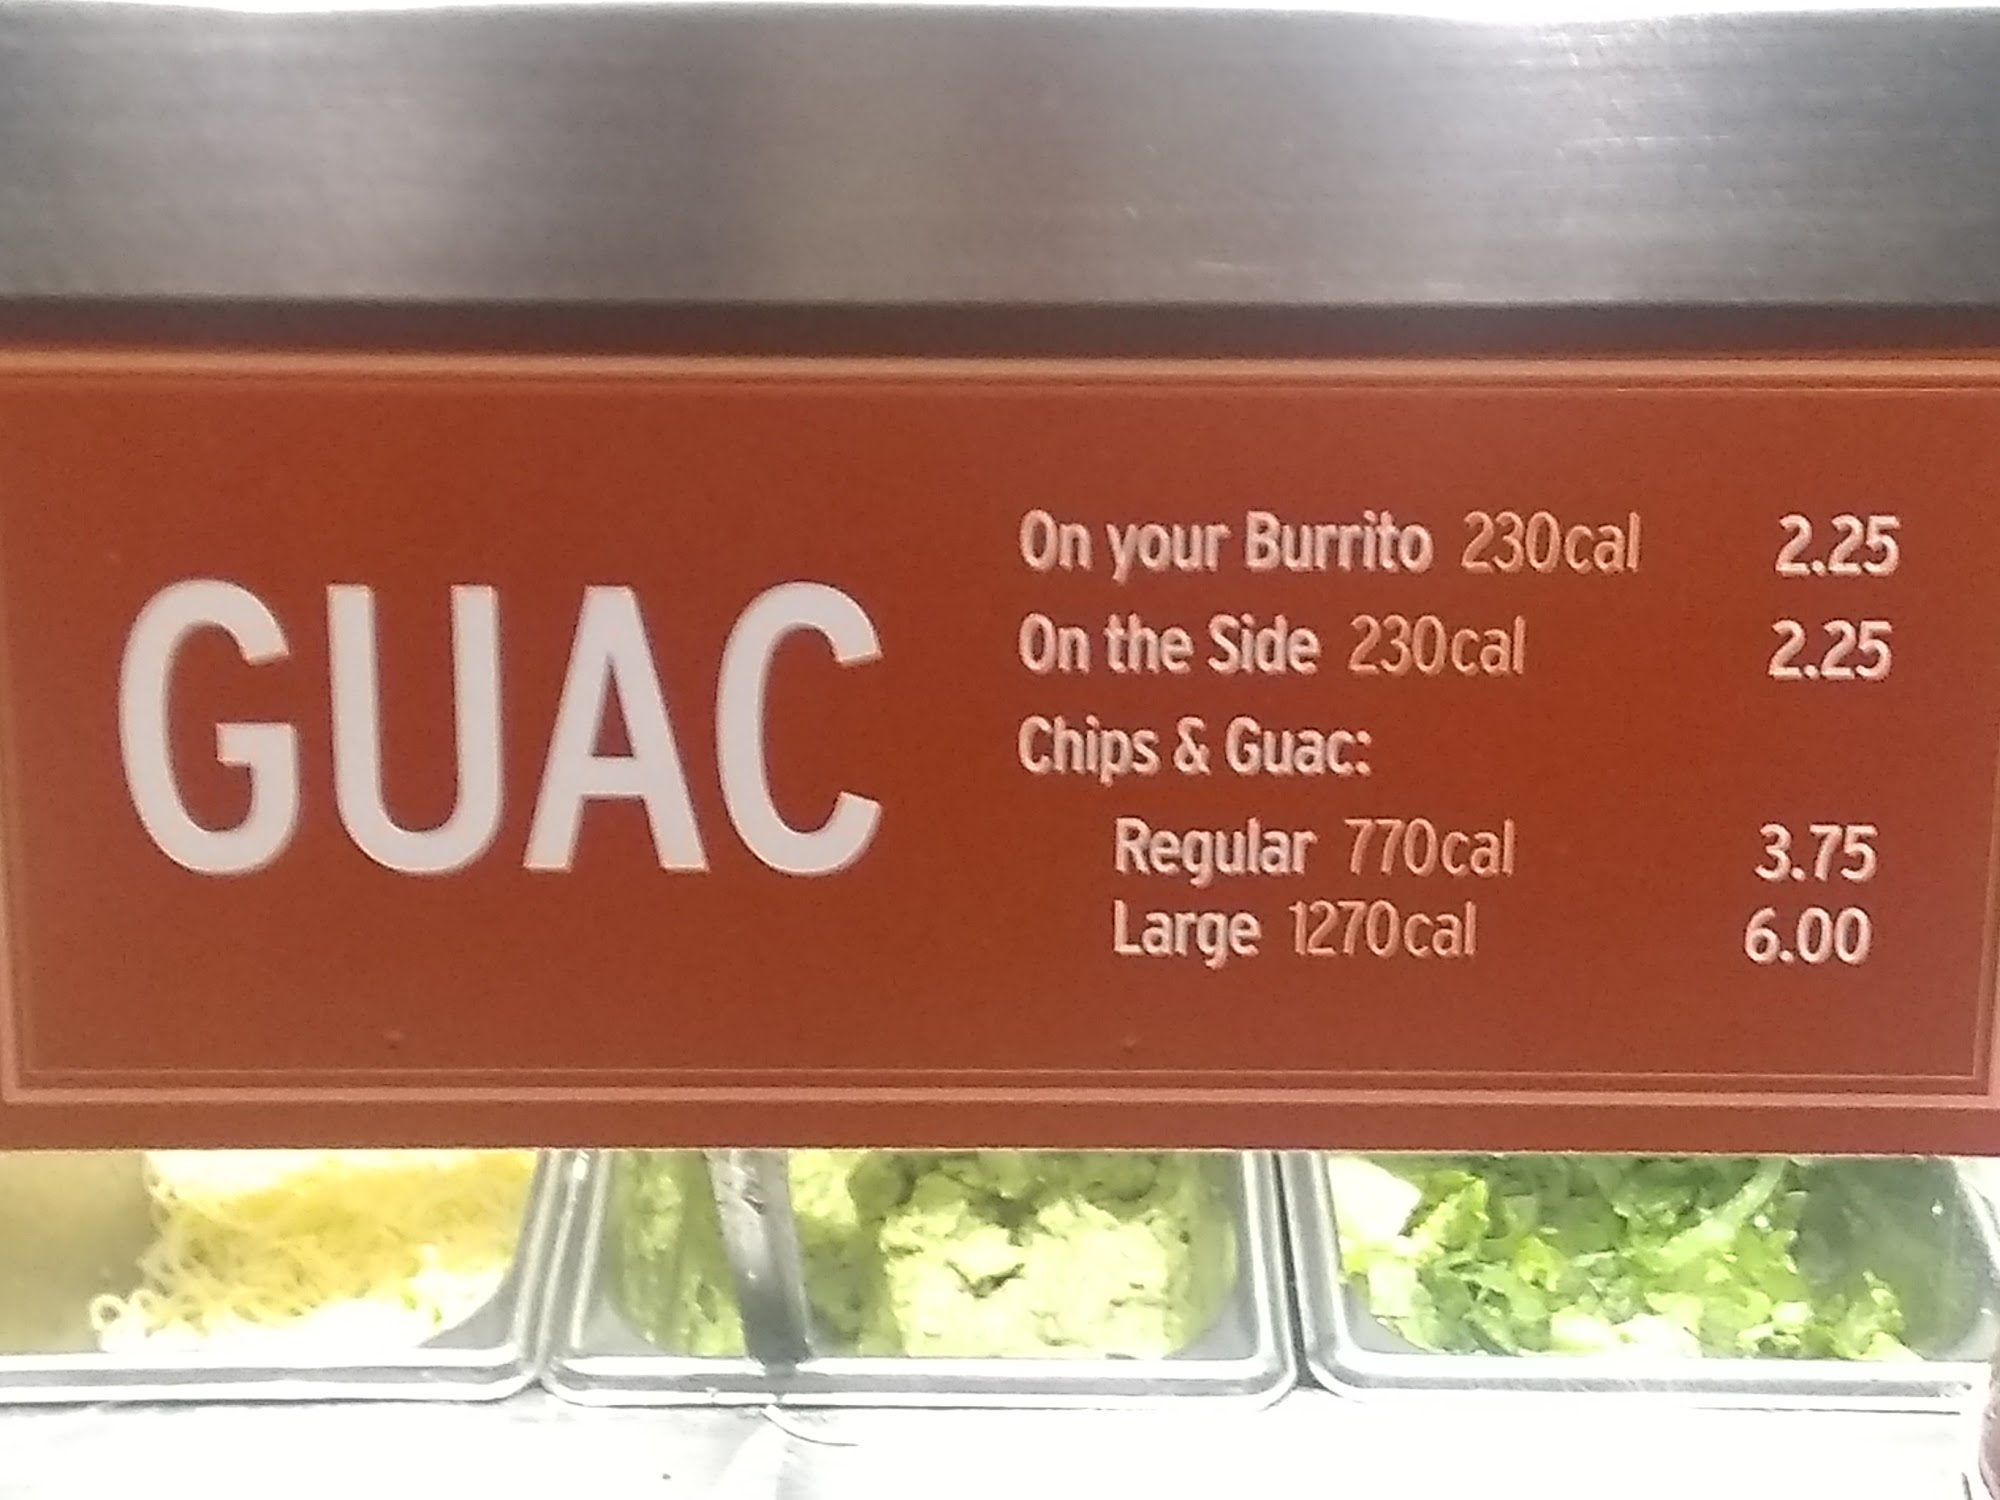 GUAC
On your Burrito 230cal 2.25
On the Side 230cal 2.25
Chips & Guac:
Regular 770cal 3.75
Large 1270cal 6.00